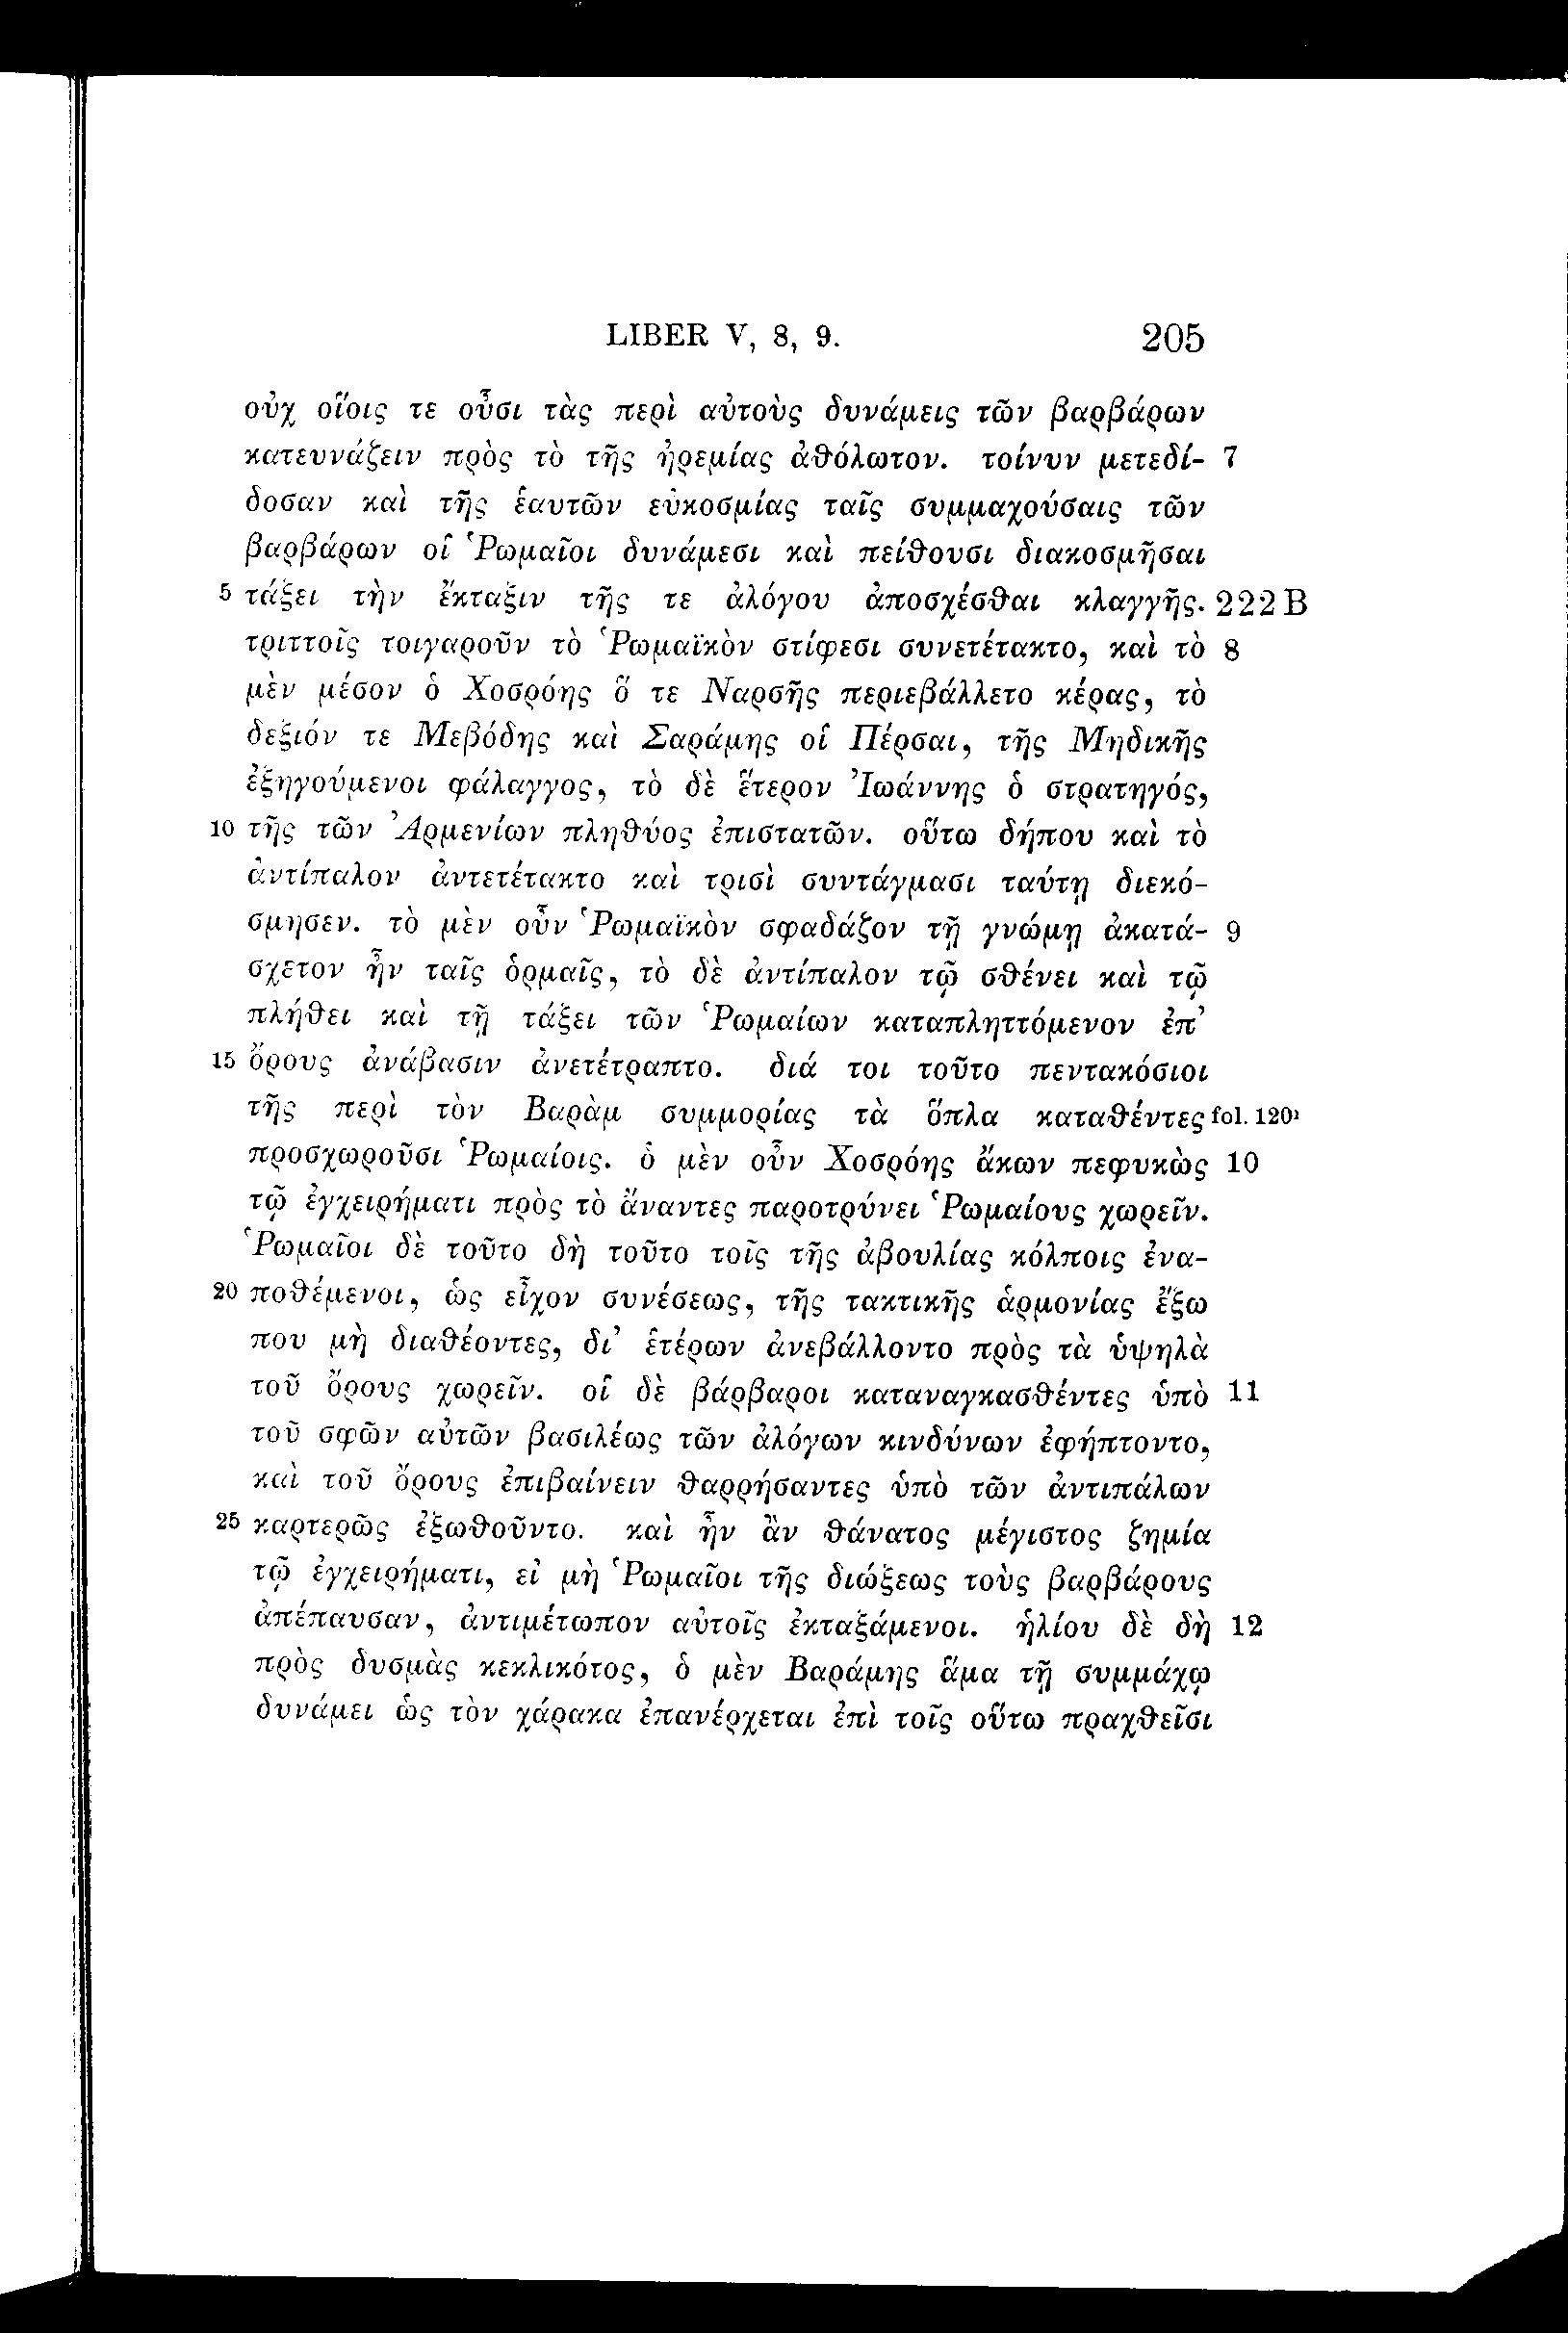 LIBER V, 8, 9. 205
οὐχ οἵοις τε οὖσι τὰς περὶ αὐτοὺς δυνάμεις τῶν βαρβάρων
κατευνάζειν πρὸς τὸ τῆς ἠρεμίας ἀθόλωτον. τοίνυν μετεδί- 7
δοσαν καὶ τῆς ἑαυτῶν εὐκοσμίας ταῖς συμμαχούσαις τῶν
βαρβάρων οἱ Ῥωμαῖοι δυνάμεσι καὶ πείθουσι διακοσμῆσαι
5 τάξει τὴν ἔκταξιν τῆς τε ἀλόγου ἀποσχέσθαι κλαγγῆς. 222 B
τριττοῖς τοιγαροῦν τὸ Ῥωμαϊκὸν στίφεσι συνετέτακτο, καὶ τὸ 8
μὲν μέσον ὁ Χοσρόης ὅ τε Ναρσῆς περιεβάλλετο κέρας, τὸ
δεξιόν τε Μεβόδης καὶ Σαράμης οἱ Πέρσαι, τῆς Μηδικῆς
ἐξηγούμενοι φάλαγγος, τὸ δὲ ἕτερον Ἰωάννης ὁ στρατηγός,
10 τῆς τῶν Ἀρμενίων πληθύος ἐπιστατῶν. οὕτω δήπου καὶ τὸ
ἀντίπαλον ἀντετέτακτο καὶ τρισὶ συντάγμασι ταύτῃ διεκό-
σμησεν. τὸ μὲν οὖν Ῥωμαϊκὸν σφαδάζον τῇ γνώμῃ ἀκατά- 9
σχετον ἦν ταῖς ὁρμαῖς, τὸ δὲ ἀντίπαλον τῷ σθένει καὶ τῷ
πλήθει καὶ τῇ τάξει τῶν Ῥωμαίων καταπληττόμενον ἐπ’
15 ὄρους ἀνάβασιν ἀνετέτραπτο. διά τοι τοῦτο πεντακόσιοι
τῆς περὶ τὸν Βαρὰμ συμμορίας τὰ ὅπλα καταθέντες fol. 120¹
προσχωροῦσι Ῥωμαίοις. ὁ μὲν οὖν Χοσρόης ἄκων πεφυκὼς 10
τῷ ἐγχειρήματι πρὸς τὸ ἄναντες παροτρύνει Ῥωμαίους χωρεῖν.
Ῥωμαῖοι δὲ τοῦτο δὴ τοῦτο τοῖς τῆς ἀβουλίας κόλποις ἐνα-
20 ποθέμενοι, ὡς εἶχον συνέσεως, τῆς τακτικῆς ἁρμονίας ἔξω
που μὴ διαθέοντες, δι’ ἑτέρων ἀνεβάλλοντο πρὸς τὰ ὑψηλὰ
τοῦ ὄρους χωρεῖν. οἱ δὲ βάρβαροι καταναγκασθέντες ὑπὸ 11
τοῦ σφῶν αὐτῶν βασιλέως τῶν ἀλόγων κινδύνων ἐφήπτοντο,
καὶ τοῦ ὄρους ἐπιβαίνειν θαρρήσαντες ὑπὸ τῶν ἀντιπάλων
25 καρτερῶς ἐξωθοῦντο. καὶ ἦν ἂν θάνατος μέγιστος ζημία
τῷ ἐγχειρήματι, εἰ μὴ Ῥωμαῖοι τῆς διώξεως τοὺς βαρβάρους
ἀπέπαυσαν, ἀντιμέτωπον αὐτοῖς ἐκταξάμενοι. ἡλίου δὲ δὴ 12
πρὸς δυσμὰς κεκλικότος, ὁ μὲν Βαράμης ἅμα τῇ συμμάχῳ
δυνάμει ὡς τὸν χάρακα ἐπανέρχεται ἐπὶ τοῖς οὕτω πραχθεῖσι